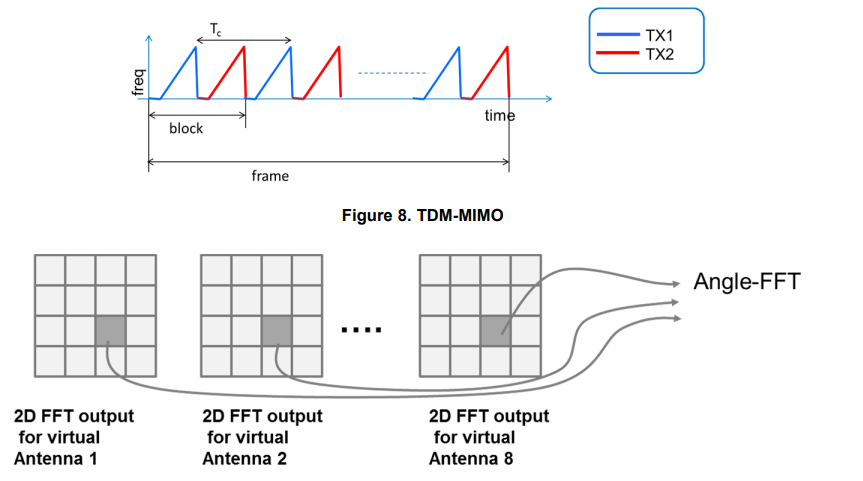 T_c
TX1
TX2
freq
time
block
frame
Figure 8. TDM-MIMO
Angle-FFT
....
2D FFT output
for virtual
Antenna 1
2D FFT output
for virtual
Antenna 2
2D FFT output
for virtual
Antenna 8